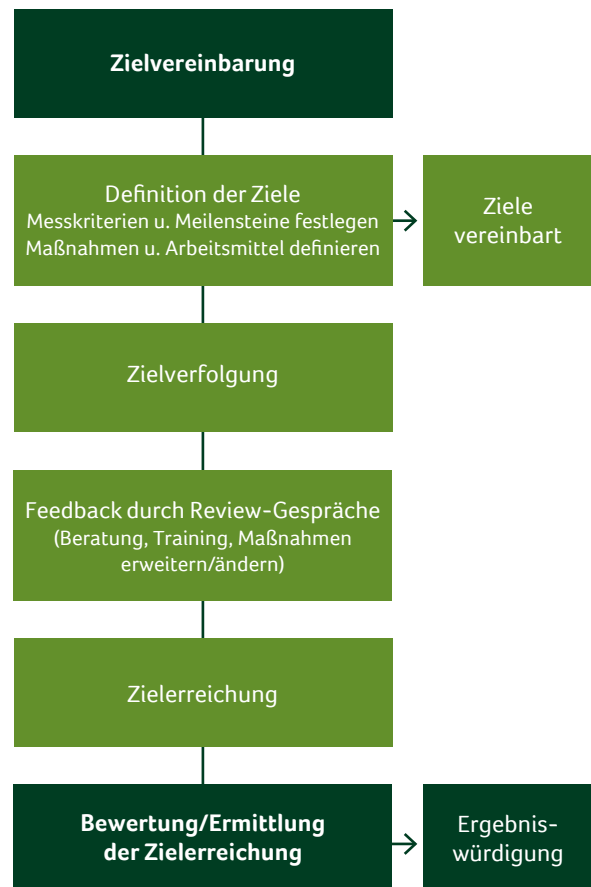 Zielvereinbarung
Definition der Ziele
Messkriterien u. Meilensteine festlegen
Maßnahmen u. Arbeitsmittel definieren
Ziele
vereinbart
Zielverfolgung
Feedback durch Review-Gespräche
(Beratung, Training, Maßnahmen
erweitern/ändern)
Zielerreichung
Bewertung/Ermittlung
der Zielerreichung
Ergebnis-
würdigung